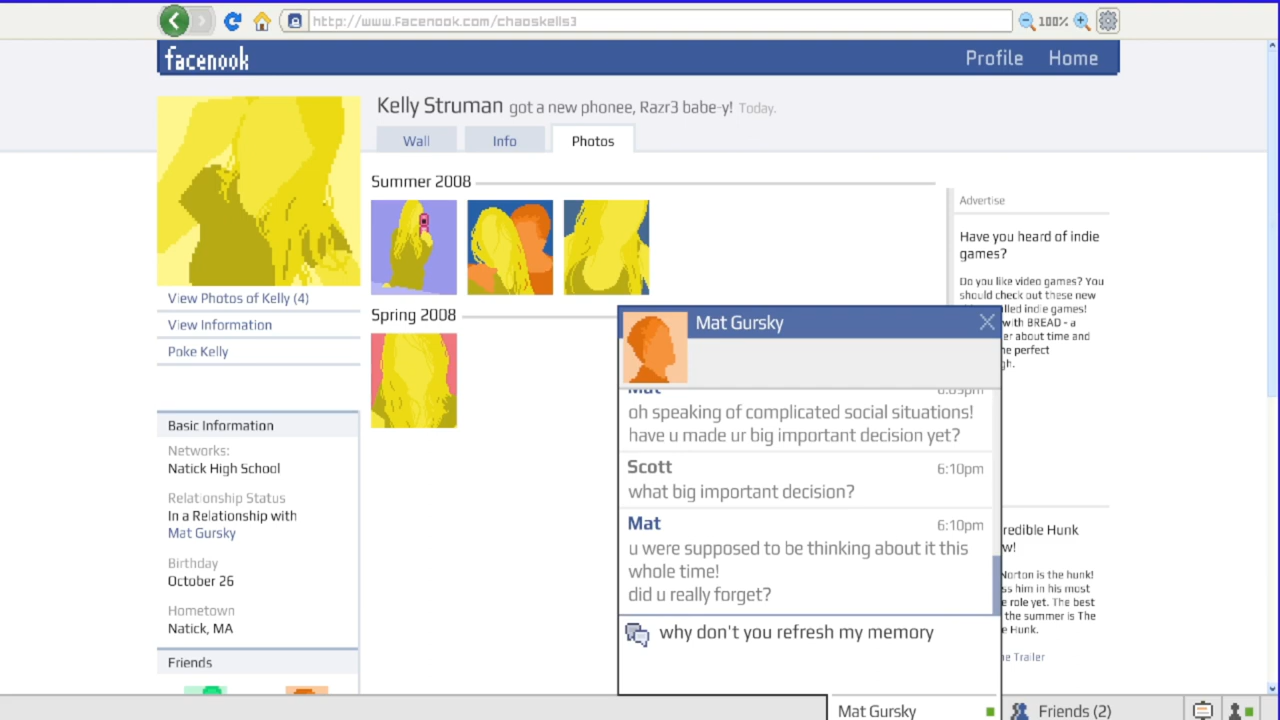 http://www.Facenook.com/chaoskells3
100%
facenook
Profile Home
Kelly Struman got a new phonee, Razr3 babe-y! Today.
Wall Info Photos
Summer 2008
View Photos of Kelly (4)
View Information
Poke Kelly
Spring 2008
Basic Information
Networks:
Natick High School
Relationship Status
In a Relationship with
Mat Gursky
Birthday
October 26
Hometown
Natick, MA
Friends
Advertise
Have you heard of indie
games?
Do you like video games? You
should check out these new
lled indie games!
with BREAD - a
er about time and
e perfect
gh.
redible Hunk
w!
Norton is the hunk!
ss him in his most
e role yet. The best
the summer is The
e Hunk.
e Trailer
Mat Gursky
Mat
oh speaking of complicated social situations!
have u made ur big important decision yet?
Scott 6:10pm
what big important decision?
Mat 6:10pm
u were supposed to be thinking about it this
whole time!
did u really forget?
why don't you refresh my memory
Mat Gursky
Friends (2)